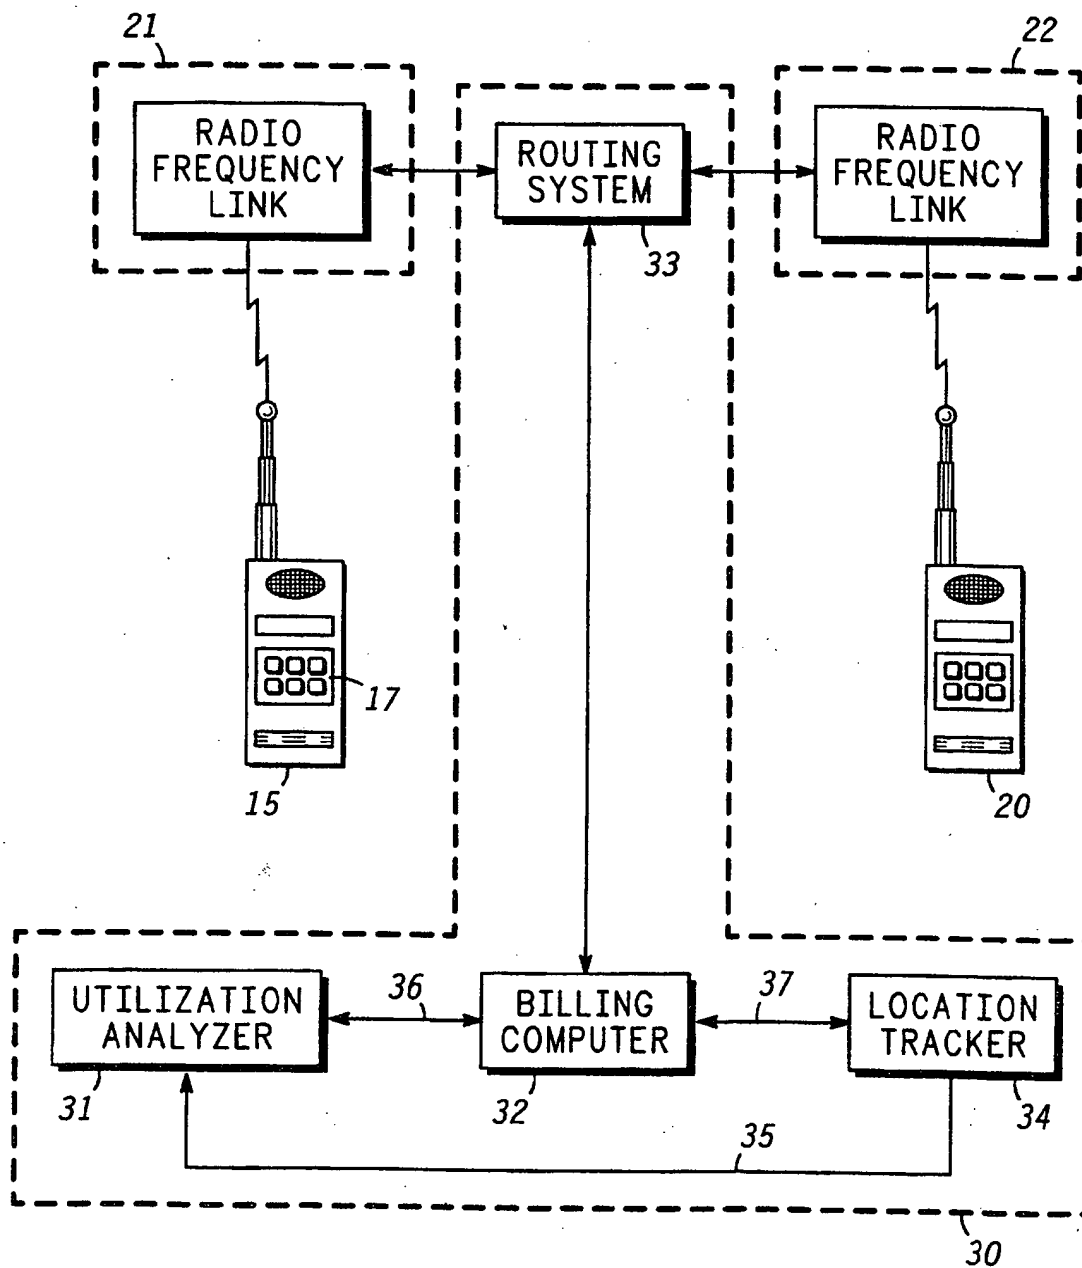 21
22
RADIO
FREQUENCY
LINK
ROUTING
SYSTEM
RADIO
FREQUENCY
LINK
33
17
15
20
UTILIZATION
ANALYZER
36
BILLING
COMPUTER
37
LOCATION
TRACKER
31
32
34
35
30